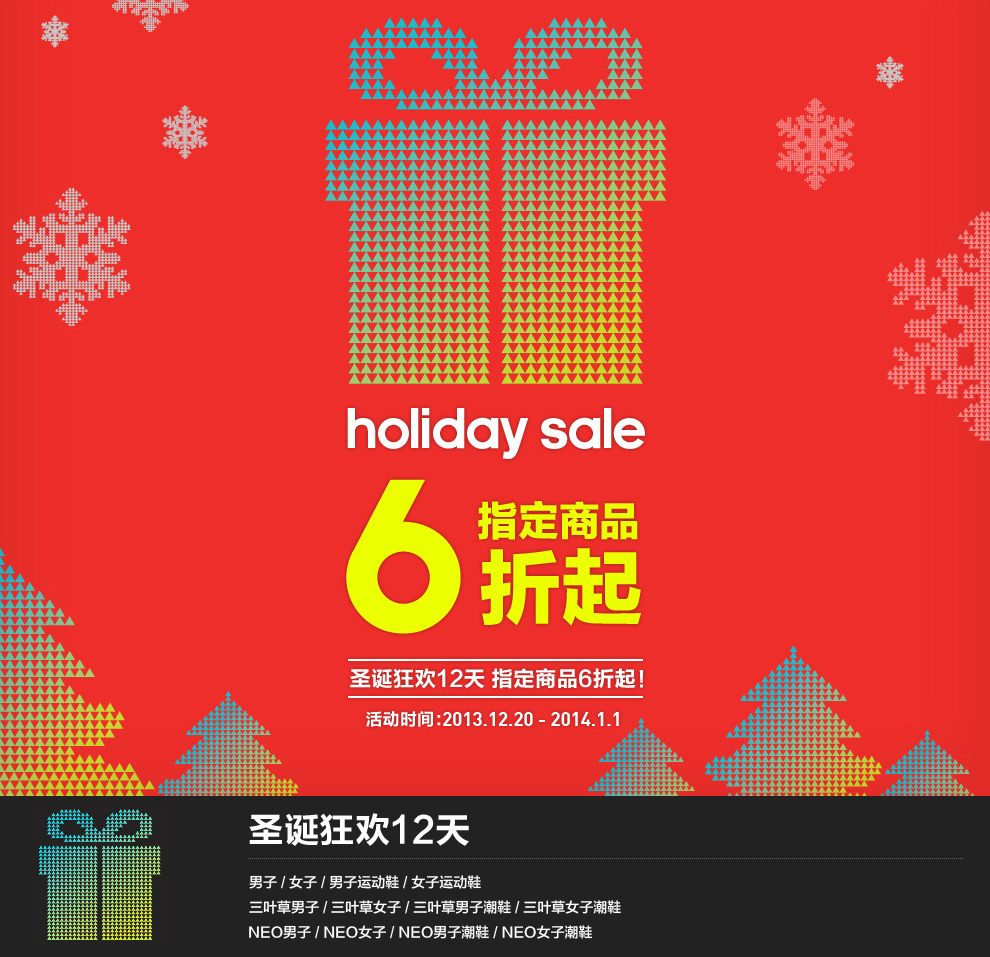 holiday sale
6 指定商品
折起
圣诞狂欢12天 指定商品6折起!
活动时间:2013.12.20 - 2014.1.1
圣诞狂欢12天
男子 / 女子 / 男子运动鞋 / 女子运动鞋
三叶草男子 / 三叶草女子 / 三叶草男子潮鞋 / 三叶草女子潮鞋
NEO男子 / NEO女子 / NEO男子潮鞋 / NEO女子潮鞋